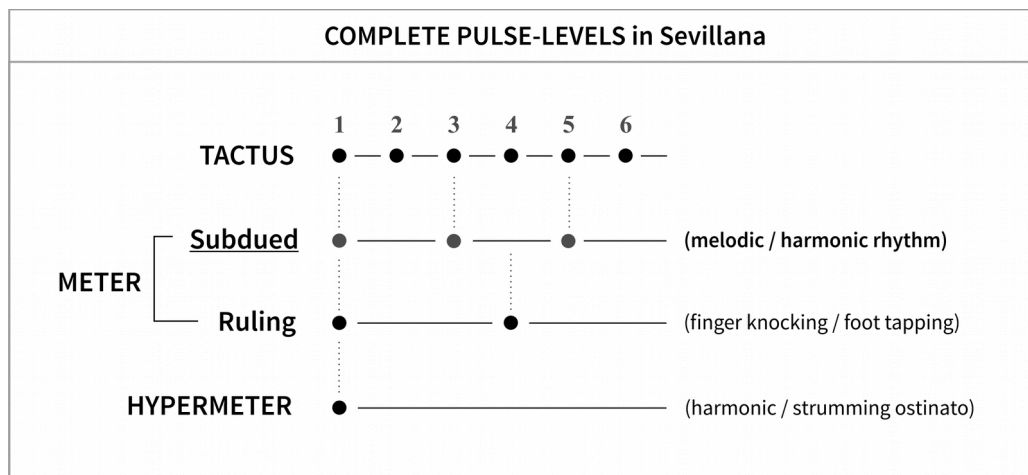 COMPLETE PULSE-LEVELS in Sevillana
1 2 3 4 5 6
TACTUS
Subdued (melodic / harmonic rhythm)
METER
Ruling (finger knocking / foot tapping)
HYPERMETER (harmonic / strumming ostinato)